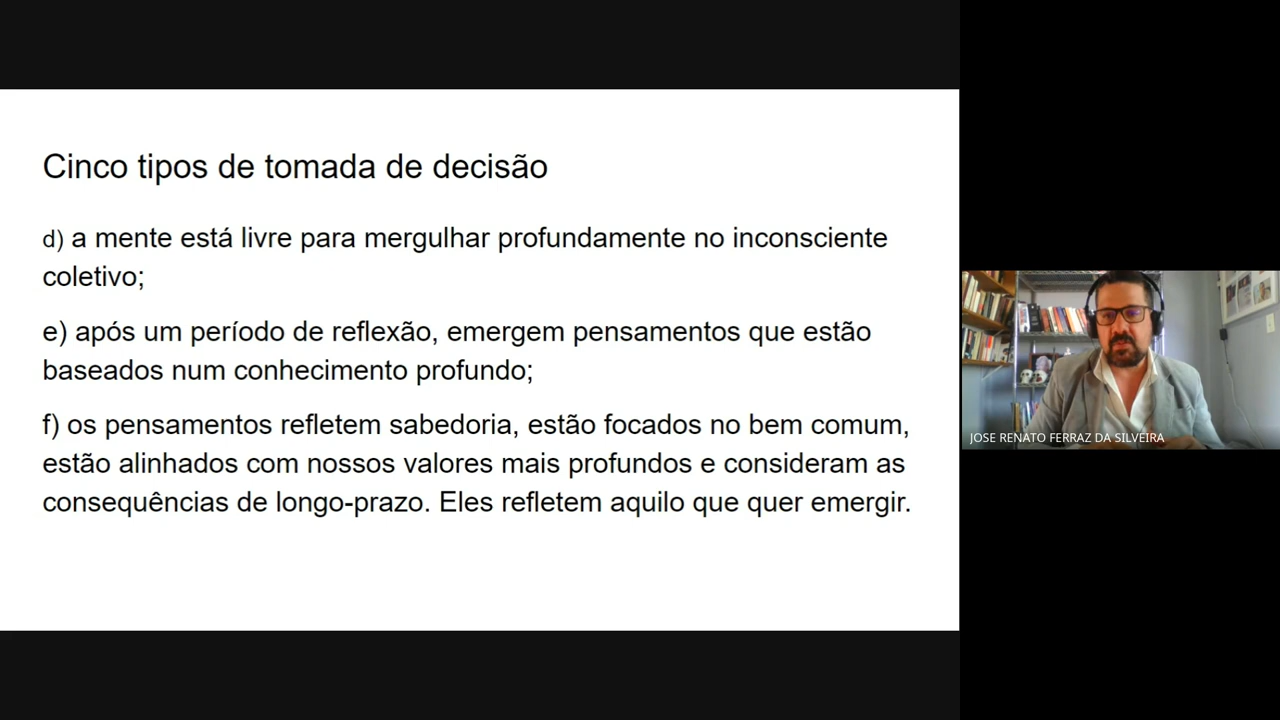 Cinco tipos de tomada de decisão
d) a mente está livre para mergulhar profundamente no inconsciente
coletivo;
e) após um período de reflexão, emergem pensamentos que estão
baseados num conhecimento profundo;
f) os pensamentos refletem sabedoria, estão focados no bem comum,
estão alinhados com nossos valores mais profundos e consideram as
consequências de longo-prazo. Eles refletem aquilo que quer emergir.
JOSE RENATO FERRAZ DA SILVEIRA